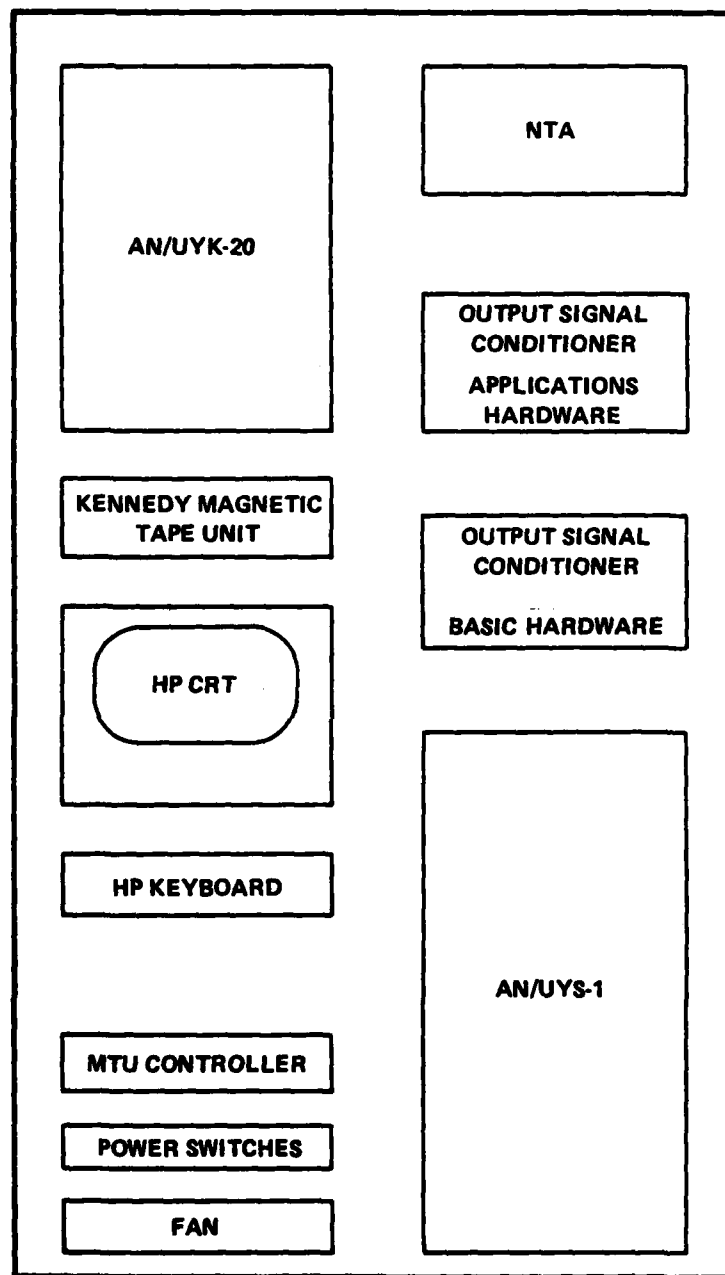 AN/UYK-20
KENNEDY MAGNETIC
TAPE UNIT
HP CRT
HP KEYBOARD
MTU CONTROLLER
POWER SWITCHES
FAN
NTA
OUTPUT SIGNAL
CONDITIONER
APPLICATIONS
HARDWARE
OUTPUT SIGNAL
CONDITIONER
BASIC HARDWARE
AN/UYS-1